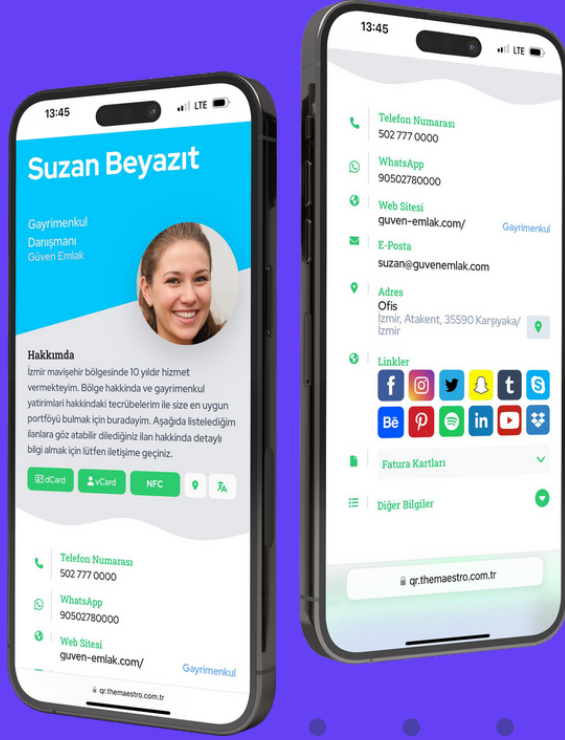 13:45
LTE
Suzan Beyazıt
Gayrimenkul
Danışmanı
Güven Emlak
Hakkımda
İzmir mavişehir bölgesinde 10 yıldır hizmet
vermekteyim. Bölge hakkında ve gayrimenkul
yatirimlari hakkındaki tecrübelerim ile size en uygun
portföyü bulmak için buradayim. Aşağıda listelediğim
ilanlara göz atabilir dilediğiniz ilan hakkında detaylı
bilgi almak için lütfen iletişime geçiniz.
dCard
vCard
NFC
Telefon Numarası
502 777 0000
WhatsApp
90502780000
Web Sitesi
guven-emlak.com/
Gayrimenkul
qr.themaestro.com.tr
13:45
LTE
Telefon Numarası
502 777 0000
WhatsApp
90502780000
Web Sitesi
guven-emlak.com/
Gayrimenkul
E-Posta
suzan@guvenemlak.com
Adres
Ofis
İzmir, Atakent, 35590 Karşıyaka/
İzmir
Linkler
f
t
S
Bē
in
Fatura Kartları
Diğer Bilgiler
qr.themaestro.com.tr